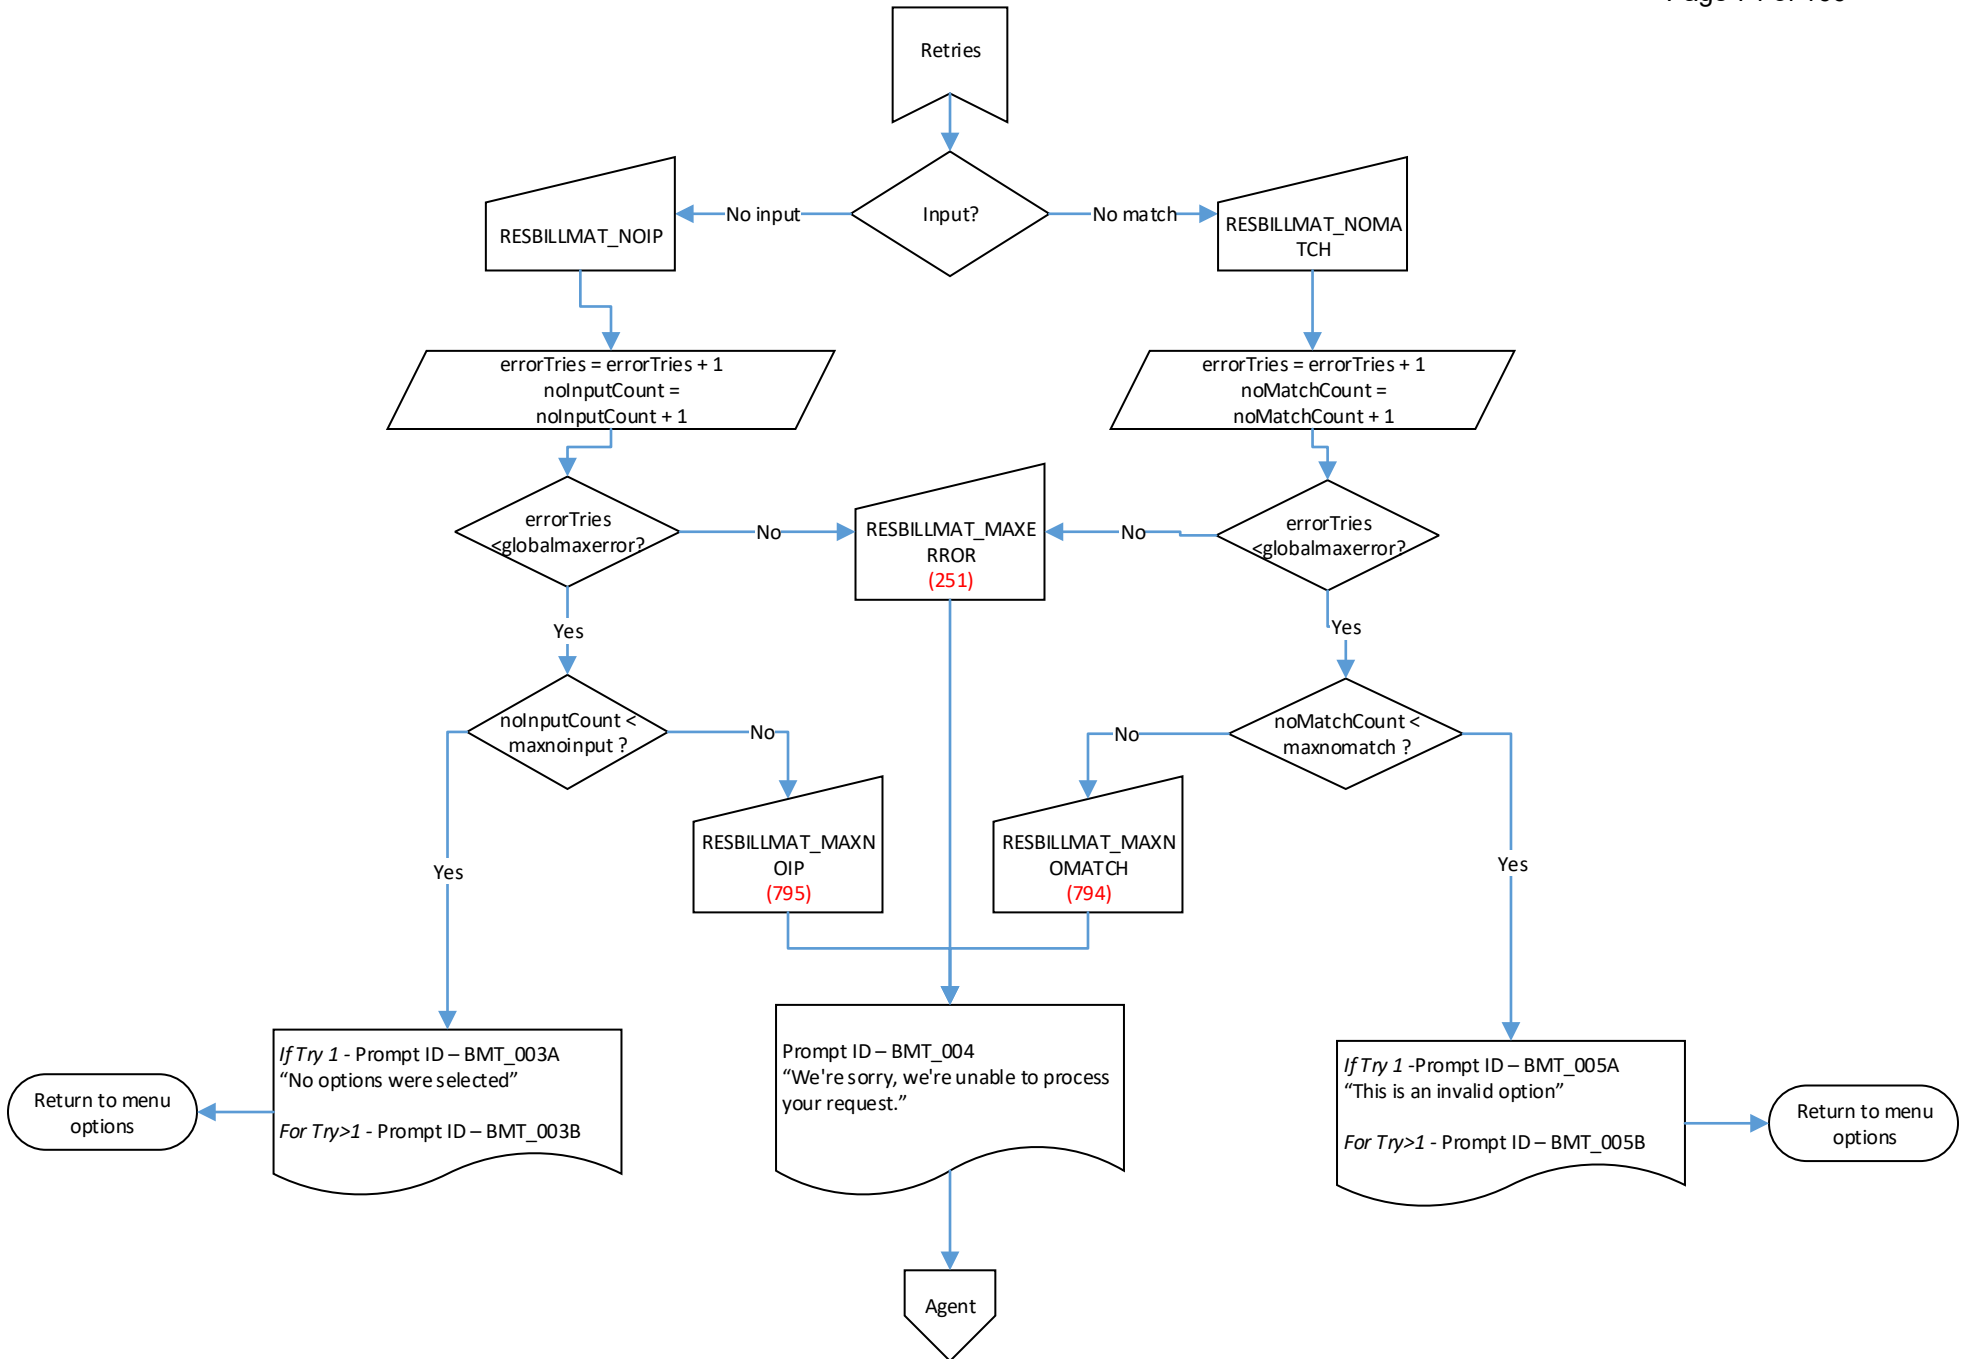 Retries
Input?
No input
No match
RESBILLMAT_NOIP
RESBILLMAT_NOMA
TCH
errorTries = errorTries + 1
noInputCount =
noInputCount + 1
errorTries = errorTries + 1
noMatchCount =
noMatchCount + 1
errorTries
<globalmaxerror?
No
RESBILLMAT_MAXE
RROR
(251)
No
errorTries
<globalmaxerror?
Yes
Yes
noInputCount <
maxnoinput ?
No
No
noMatchCount <
maxnomatch ?
RESBILLMAT_MAXN
OIP
(795)
RESBILLMAT_MAXN
OMATCH
(794)
Yes
Yes
If Try 1 - Prompt ID – BMT_003A
“No options were selected”
For Try>1 - Prompt ID – BMT_003B
Return to menu
options
Prompt ID – BMT_004
“We're sorry, we're unable to process
your request.”
If Try 1 -Prompt ID – BMT_005A
“This is an invalid option”
For Try>1 - Prompt ID – BMT_005B
Return to menu
options
Agent